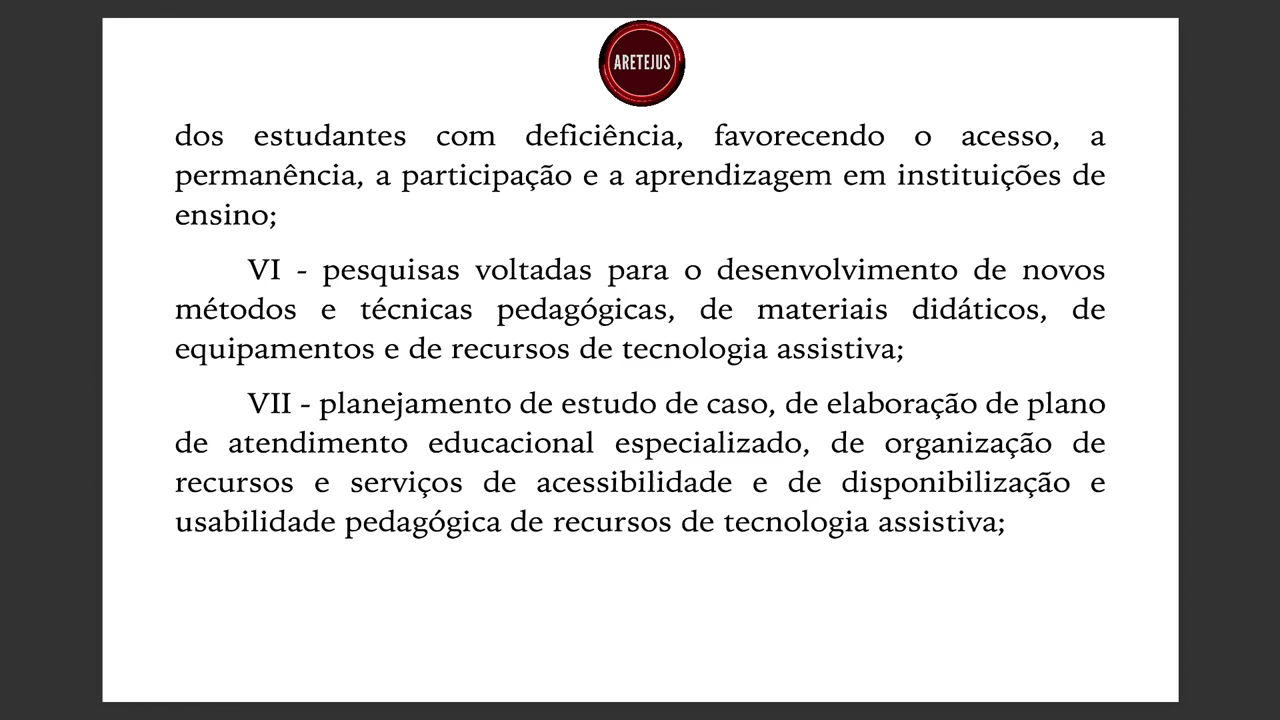 ARETEJUS
dos estudantes com deficiência, favorecendo o acesso, a
permanência, a participação e a aprendizagem em instituições de
ensino;
VI - pesquisas voltadas para o desenvolvimento de novos
métodos e técnicas pedagógicas, de materiais didáticos, de
equipamentos e de recursos de tecnologia assistiva;
VII - planejamento de estudo de caso, de elaboração de plano
de atendimento educacional especializado, de organização de
recursos e serviços de acessibilidade e de disponibilização e
usabilidade pedagógica de recursos de tecnologia assistiva;